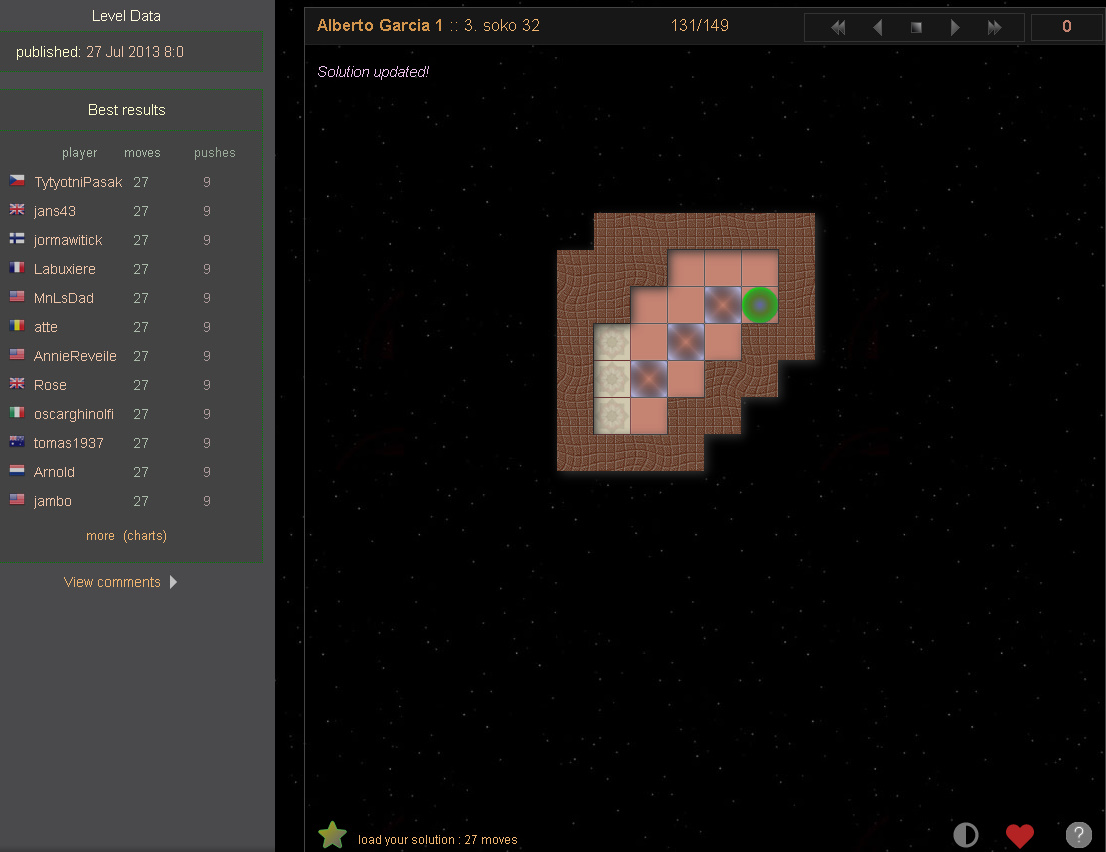 Level Data
published: 27 Jul 2013 8:0
Best results
player moves pushes
TytyotniPasak 27 9
jans43 27 9
jormawitick 27 9
Labuxiere 27 9
MnLsDad 27 9
atte 27 9
AnnieReveile 27 9
Rose 27 9
oscarghinolfi 27 9
tomas1937 27 9
Arnold 27 9
jambo 27 9
more (charts)
View comments
Alberto Garcia 1 :: 3. soko 32 131/149 0
Solution updated!
load your solution : 27 moves
?